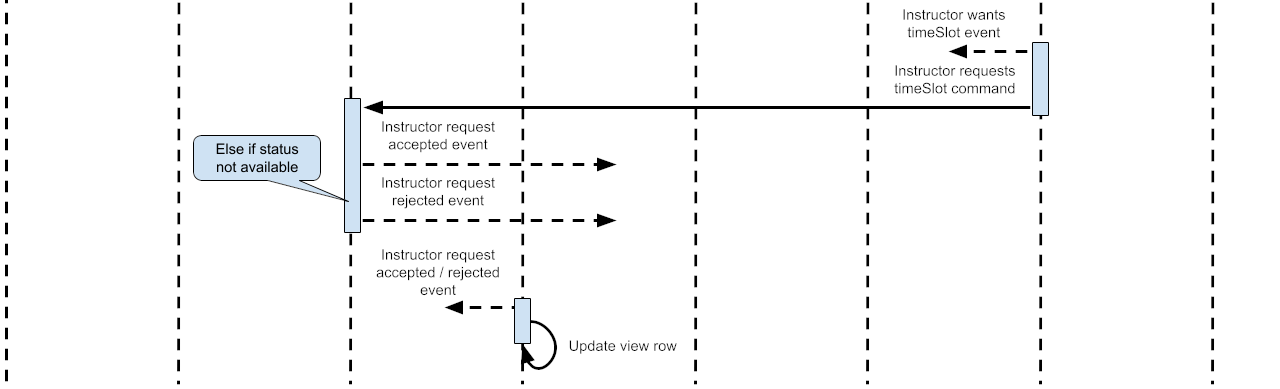 Instructor wants
timeSlot event
Instructor requests
timeSlot command
Instructor request
accepted event
Else if status
not available
Instructor request
rejected event
Instructor request
accepted / rejected
event
Update view row